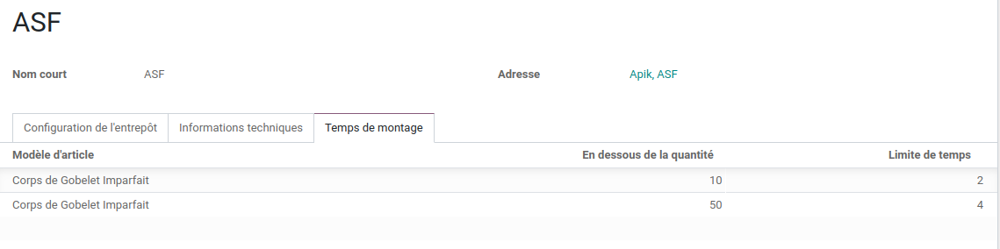 ASF
Nom court ASF Adresse Apik, ASF
Configuration de l'entrepôt Informations techniques Temps de montage
Modèle d'article En dessous de la quantité Limite de temps
Corps de Gobelet Imparfait 10 2
Corps de Gobelet Imparfait 50 4